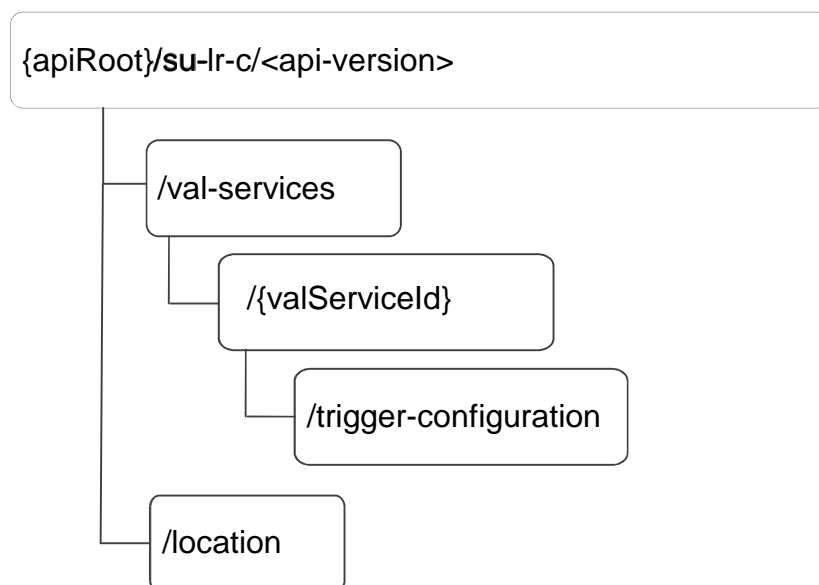 {apiRoot}/su-lr-c/<api-version>
/val-services
/{valServiceId}
/trigger-configuration
/location